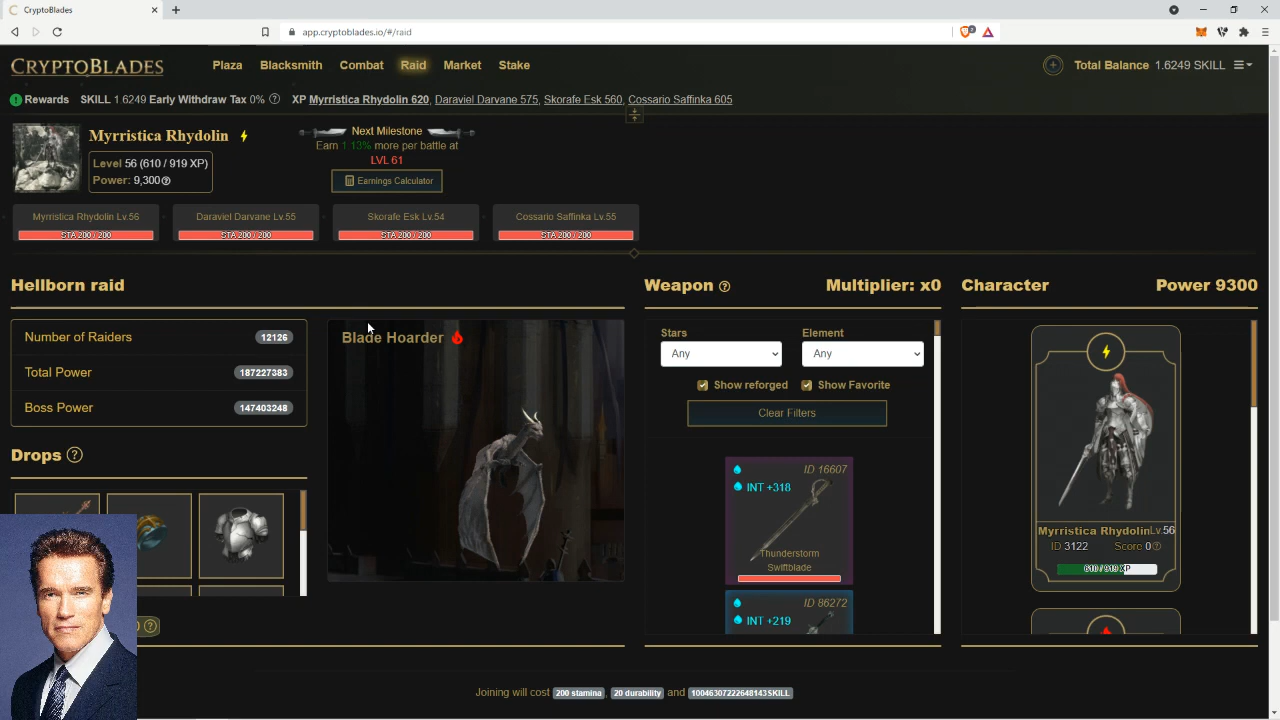 CryptoBlades
app.cryptoblades.io/#/raid
CRYPTOBLADES
Plaza Blacksmith Combat Raid Market Stake
Total Balance 1.6249 SKILL
Rewards SKILL 1.6249 Early Withdraw Tax 0% XP Myrristica Rhydolin 620, Daraviel Darvane 575, Skorafe Esk 560, Cossario Saffinka 605
Myrristica Rhydolin
Level 56 (610 / 919 XP)
Power: 9,300
Next Milestone
Earn 1.13% more per battle at
LVL 61
Earnings Calculator
Myrristica Rhydolin Lv.56 Daraviel Darvane Lv.55 Skorafe Esk Lv.54 Cossario Saffinka Lv.55
STA 200 / 200 STA 200 / 200 STA 200 / 200 STA 200 / 200
Hellborn raid
Number of Raiders 12126
Total Power 187227383
Boss Power 147403248
Drops
Blade Hoarder
Weapon Multiplier: x0
Stars Element
Any Any
Show reforged Show Favorite
Clear Filters
ID 16607
INT +318
Thunderstorm
Swiftblade
ID 86272
INT +219
Character Power 9300
Myrristica Rhydolin Lv.56
ID 3122 Score 0
610 / 919 XP
Joining will cost 200 stamina, 20 durability and 10046307222648143SKILL